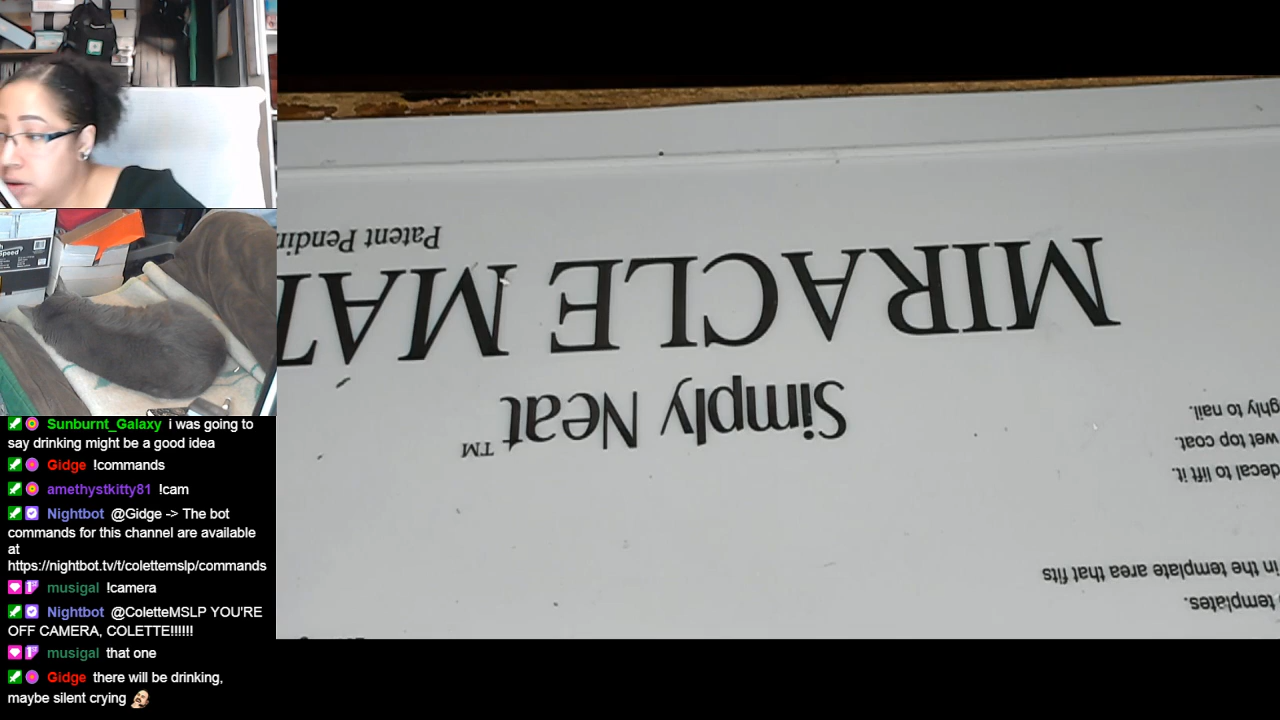 Sunburnt_Galaxy i was going to
say drinking might be a good idea
Gidge !commands
amethystkitty81 !cam
Nightbot @Gidge -> The bot
commands for this channel are available
at
https://nightbot.tv/t/colettemslp/commands
musigal !camera
Nightbot @ColetteMSLP YOU'RE
OFF CAMERA, COLETTE!!!!!!
musigal that one
Gidge there will be drinking,
maybe silent crying
templates.
in the template area that fits
decal to lift it.
wet top coat.
ghly to nail.
Simply Neat™
MIRACLE MAT
Patent Pendin
Speed